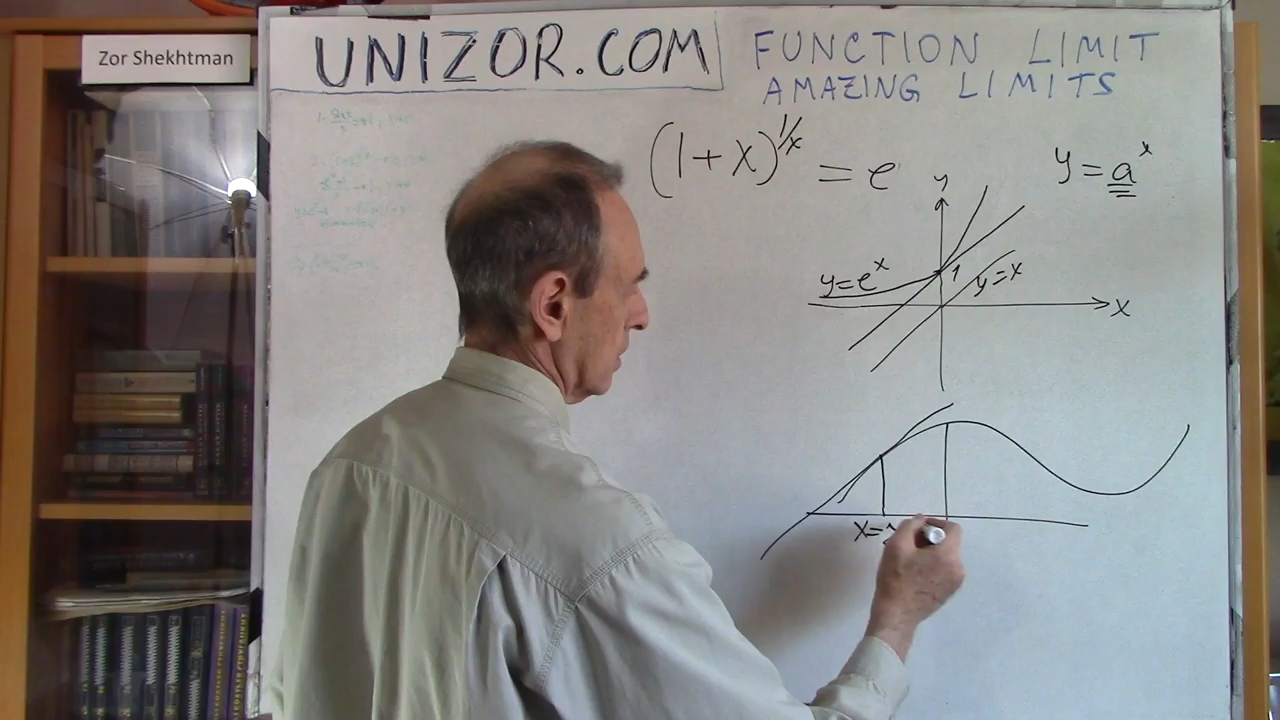 Zor Shekhtman
UNIZOR.COM
FUNCTION LIMIT
AMAZING LIMITS
(1+x)^1/x = e
y = a^x
y
y=e^x
1
y=x
x
x=